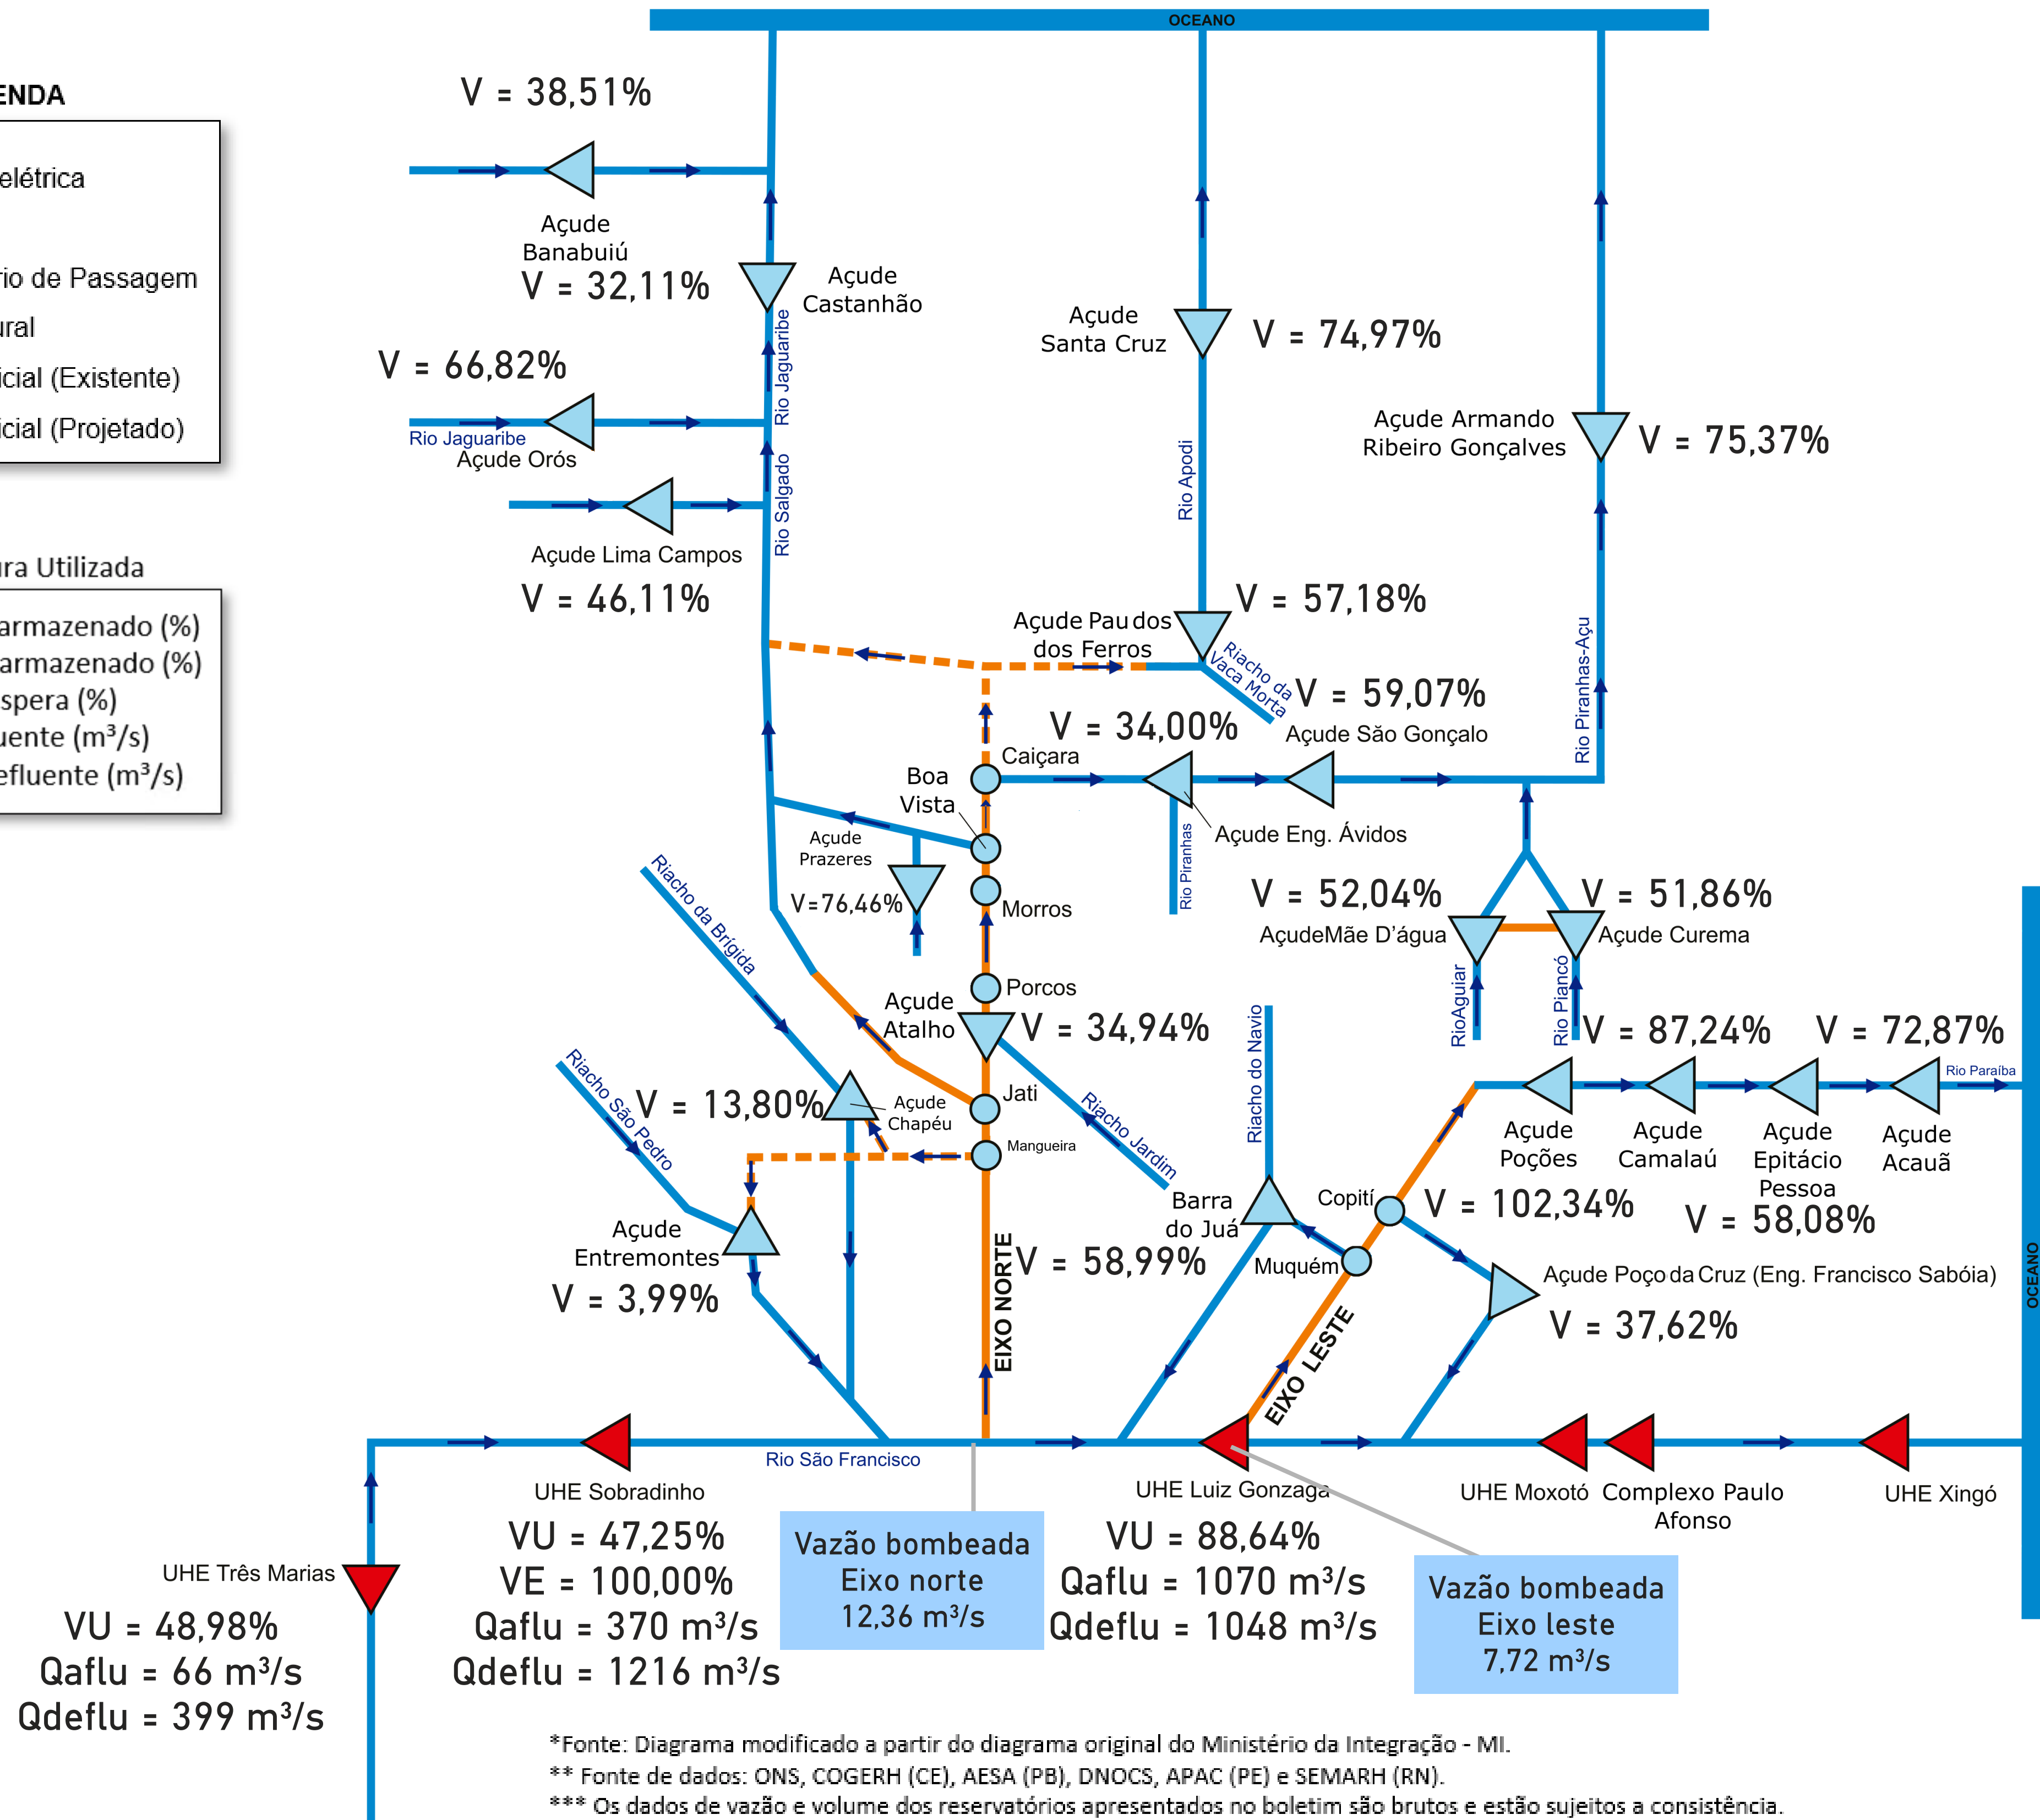 OCEANO
ENDA
elétrica
rio de Passagem
ural
icial (Existente)
icial (Projetado)
ura Utilizada
armazenado (%)
armazenado (%)
spera (%)
uente (m³/s)
efluente (m³/s)
V = 38,51%
Açude
Banabuiú
V = 32,11%
Açude
Castanhão
Rio Jaguaribe
V = 66,82%
Rio Jaguaribe
Açude Orós
Rio Salgado
Açude Lima Campos
V = 46,11%
Açude
Santa Cruz
V = 74,97%
Rio Apodi
Açude Armando
Ribeiro Gonçalves
V = 75,37%
Rio Piranhas-Açu
Açude Pau dos
dos Ferros
V = 57,18%
Riacho da
Vaca Morta
V = 59,07%
Açude São Gonçalo
V = 34,00%
Caiçara
Açude Eng. Ávidos
Rio Piranhas
Boa
Vista
Açude
Prazeres
V=76,46%
Morros
Porcos
Açude
Atalho
V = 34,94%
Riacho da Brígida
Riacho São Pedro
V = 13,80%
Açude
Chapéu
Jati
Mangueira
Riacho Jardim
Açude
Entremontes
V = 3,99%
EIXO NORTE
V = 52,04%
AçudeMãe D'água
V = 51,86%
Açude Curema
RioAguiar
Rio Piancó
V = 87,24%
V = 72,87%
Rio Paraíba
Açude
Poções
Açude
Camalaú
Açude
Epitácio
Pessoa
Açude
Acauã
V = 102,34%
V = 58,08%
Riacho do Navio
Barra
do Juá
V = 58,99%
Copití
Muquém
EIXO LESTE
Açude Poço da Cruz (Eng. Francisco Sabóia)
V = 37,62%
OCEANO
Rio São Francisco
UHE Sobradinho
VU = 47,25%
VE = 100,00%
Qaflu = 370 m³/s
Qdeflu = 1216 m³/s
Vazão bombeada
Eixo norte
12,36 m³/s
UHE Luiz Gonzaga
VU = 88,64%
Qaflu = 1070 m³/s
Qdeflu = 1048 m³/s
Vazão bombeada
Eixo leste
7,72 m³/s
UHE Moxotó
Complexo Paulo
Afonso
UHE Xingó
UHE Três Marias
VU = 48,98%
Qaflu = 66 m³/s
Qdeflu = 399 m³/s
*Fonte: Diagrama modificado a partir do diagrama original do Ministério da Integração - MI.
** Fonte de dados: ONS, COGERH (CE), AESA (PB), DNOCS, APAC (PE) e SEMARH (RN).
*** Os dados de vazão e volume dos reservatórios apresentados no boletim são brutos e estão sujeitos a consistência.